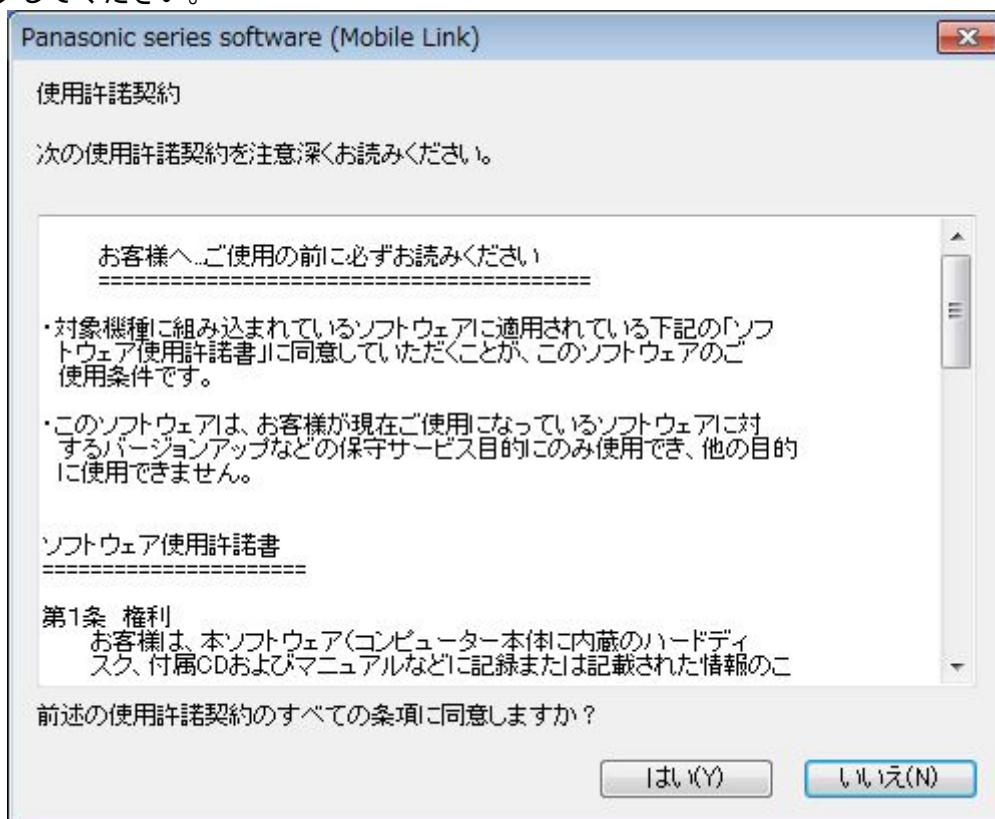 してください。
Panasonic series software (Mobile Link)
使用許諾契約
次の使用許諾契約を注意深くお読みください。
お客様へ…ご使用の前に必ずお読みください
=========================================
・対象機種に組み込まれているソフトウェアに適用されている下記の「ソフ
トウェア使用許諾書」に同意していただくことが、このソフトウェアのご
使用条件です。
・このソフトウェアは、お客様が現在ご使用になっているソフトウェアに対
するバージョンアップなどの保守サービス目的にのみ使用でき、他の目的
に使用できません。
ソフトウェア使用許諾書
======================
第1条 権利
お客様は、本ソフトウェア(コンピューター本体に内蔵のハードディ
スク、付属CDおよびマニュアルなどに記録または記載された情報のこ
前述の使用許諾契約のすべての条項に同意しますか？
はい(Y)
いいえ(N)